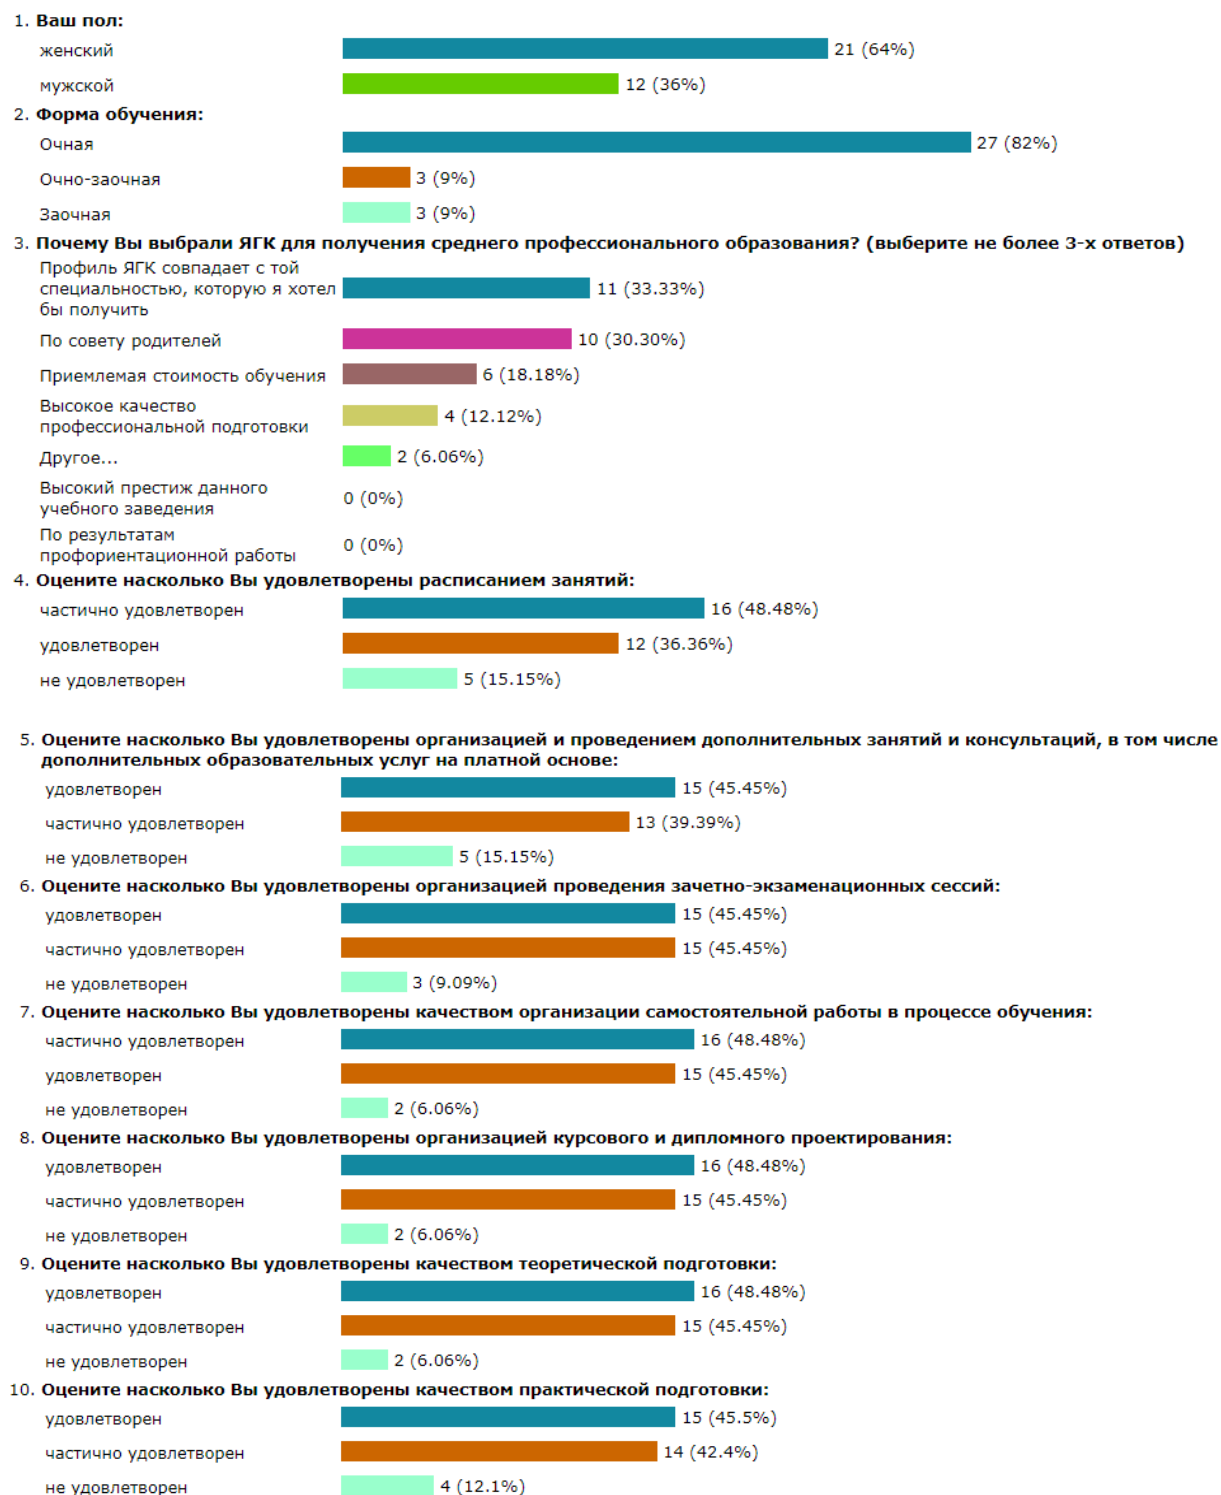 1. Ваш пол:
женский 21 (64%)
мужской 12 (36%)
2. Форма обучения:
Очная 27 (82%)
Очно-заочная 3 (9%)
Заочная 3 (9%)
3. Почему Вы выбрали ЯГК для получения среднего профессионального образования? (выберите не более 3-х ответов)
Профиль ЯГК совпадает с той
специальностью, которую я хотел 11 (33.33%)
бы получить
По совету родителей 10 (30.30%)
Приемлемая стоимость обучения 6 (18.18%)
Высокое качество
профессиональной подготовки 4 (12.12%)
Другое... 2 (6.06%)
Высокий престиж данного
учебного заведения 0 (0%)
По результатам
профориентационной работы 0 (0%)
4. Оцените насколько Вы удовлетворены расписанием занятий:
частично удовлетворен 16 (48.48%)
удовлетворен 12 (36.36%)
не удовлетворен 5 (15.15%)
5. Оцените насколько Вы удовлетворены организацией и проведением дополнительных занятий и консультаций, в том числе
дополнительных образовательных услуг на платной основе:
удовлетворен 15 (45.45%)
частично удовлетворен 13 (39.39%)
не удовлетворен 5 (15.15%)
6. Оцените насколько Вы удовлетворены организацией проведения зачетно-экзаменационных сессий:
удовлетворен 15 (45.45%)
частично удовлетворен 15 (45.45%)
не удовлетворен 3 (9.09%)
7. Оцените насколько Вы удовлетворены качеством организации самостоятельной работы в процессе обучения:
частично удовлетворен 16 (48.48%)
удовлетворен 15 (45.45%)
не удовлетворен 2 (6.06%)
8. Оцените насколько Вы удовлетворены организацией курсового и дипломного проектирования:
удовлетворен 16 (48.48%)
частично удовлетворен 15 (45.45%)
не удовлетворен 2 (6.06%)
9. Оцените насколько Вы удовлетворены качеством теоретической подготовки:
удовлетворен 16 (48.48%)
частично удовлетворен 15 (45.45%)
не удовлетворен 2 (6.06%)
10. Оцените насколько Вы удовлетворены качеством практической подготовки:
удовлетворен 15 (45.5%)
частично удовлетворен 14 (42.4%)
не удовлетворен 4 (12.1%)